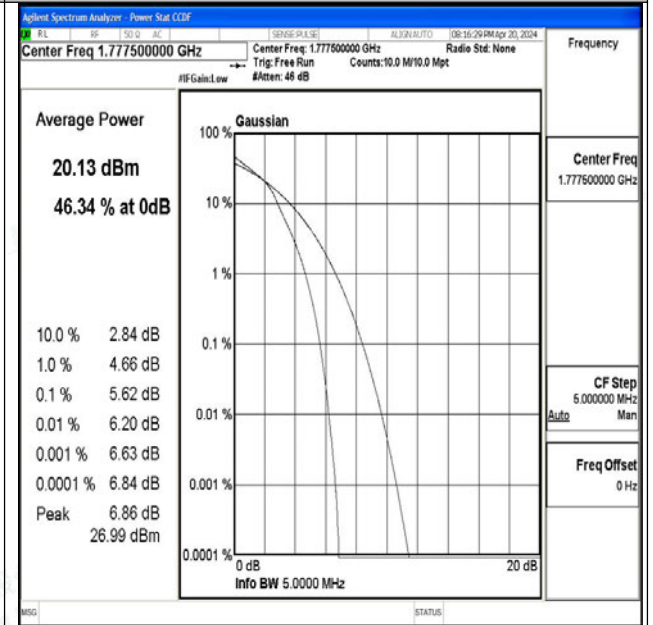 Agilent Spectrum Analyzer - Power Stat CCDF
RL RF 50 Ω AC SENSE:PULSE ALIGN AUTO 08:16:29 PM Apr 20, 2024
Center Freq 1.777500000 GHz
Center Freq: 1.777500000 GHz Radio Std: None
Trig: Free Run Counts:10.0 M/10.0 Mpt
#IFGain:Low #Atten: 46 dB
Frequency
Average Power
20.13 dBm
46.34 % at 0dB
10.0 % 2.84 dB
1.0 % 4.66 dB
0.1 % 5.62 dB
0.01 % 6.20 dB
0.001 % 6.63 dB
0.0001 % 6.84 dB
Peak 6.86 dB
26.99 dBm
Gaussian
100 %
10 %
1 %
0.1 %
0.01 %
0.001 %
0.0001 %
0 dB 20 dB
Info BW 5.0000 MHz
Center Freq
1.777500000 GHz
CF Step
5.000000 MHz
Auto Man
Freq Offset
0 Hz
MSG STATUS